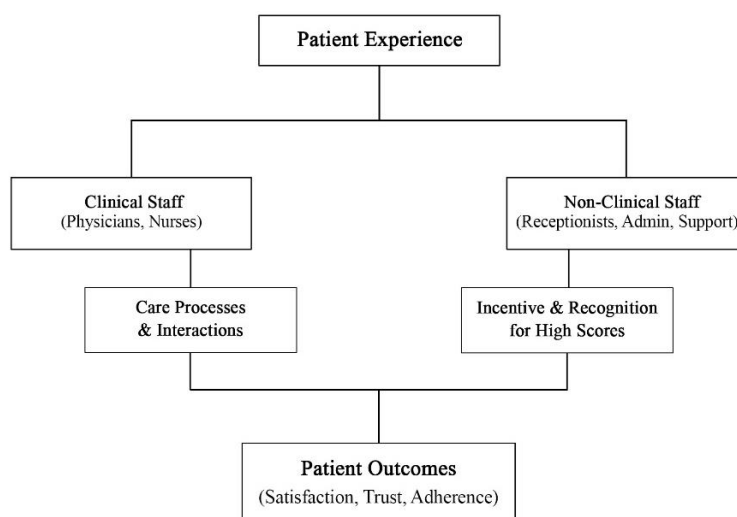 Patient Experience
Clinical Staff
(Physicians, Nurses)
Non-Clinical Staff
(Receptionists, Admin, Support)
Care Processes
& Interactions
Incentive & Recognition
for High Scores
Patient Outcomes
(Satisfaction, Trust, Adherence)